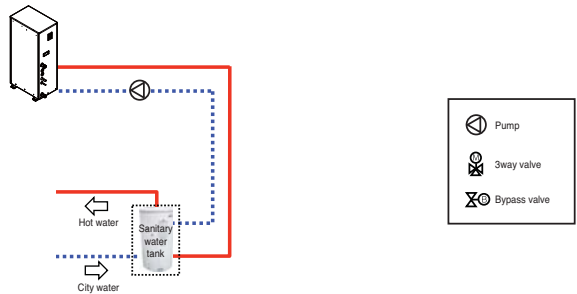 Pump
M
3way valve
B
Bypass valve
Hot water
Sanitary
water
tank
City water